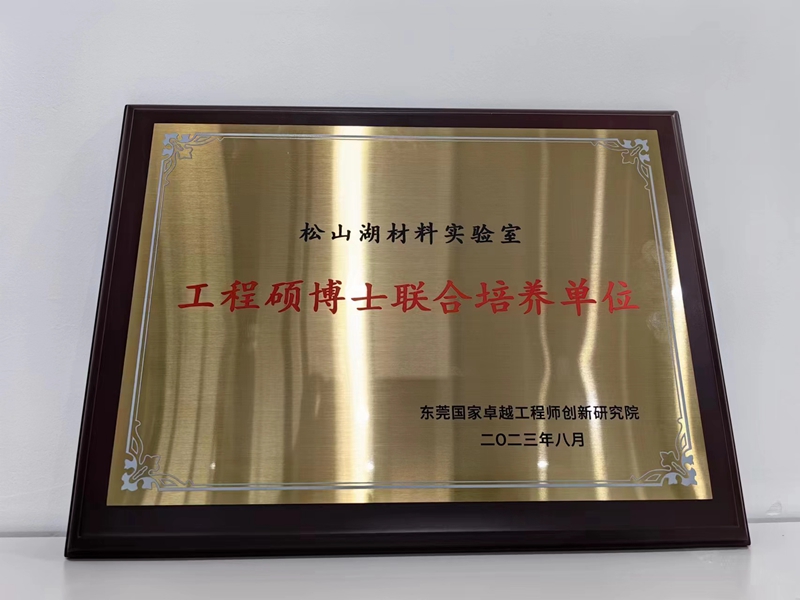 松山湖材料实验室
工程硕博士联合培养单位
东莞国家卓越工程师创新研究院
二〇二三年八月